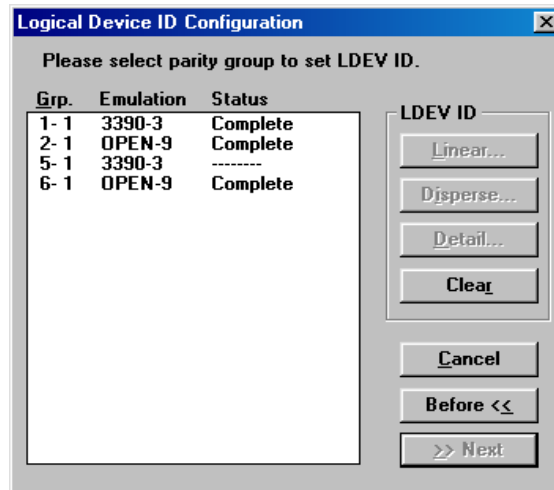 Logical Device ID Configuration
Please select parity group to set LDEV ID.
Grp. Emulation Status
1- 1 3390-3 Complete
2- 1 OPEN-9 Complete
5- 1 3390-3 --------
6- 1 OPEN-9 Complete
LDEV ID
Linear...
Disperse...
Detail...
Clear
Cancel
Before <<
>> Next